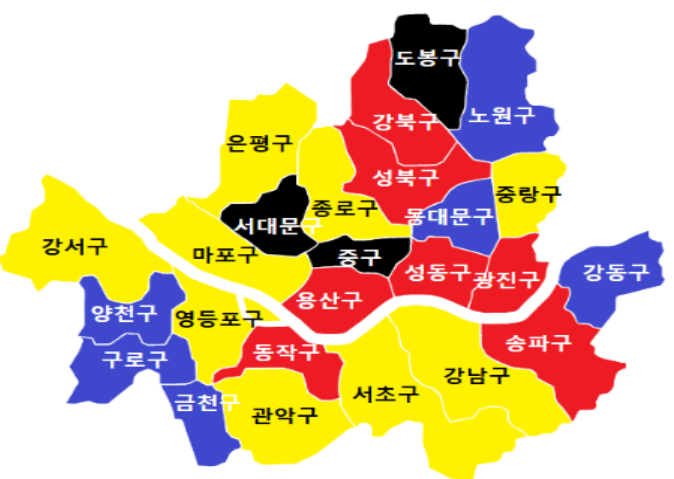 도봉구
노원구
강북구
은평구
성북구
중랑구
종로구
동대문구
서대문구
강서구
마포구
중구
성동구
광진구
강동구
용산구
양천구
영등포구
동작구
송파구
구로구
강남구
서초구
금천구
관악구